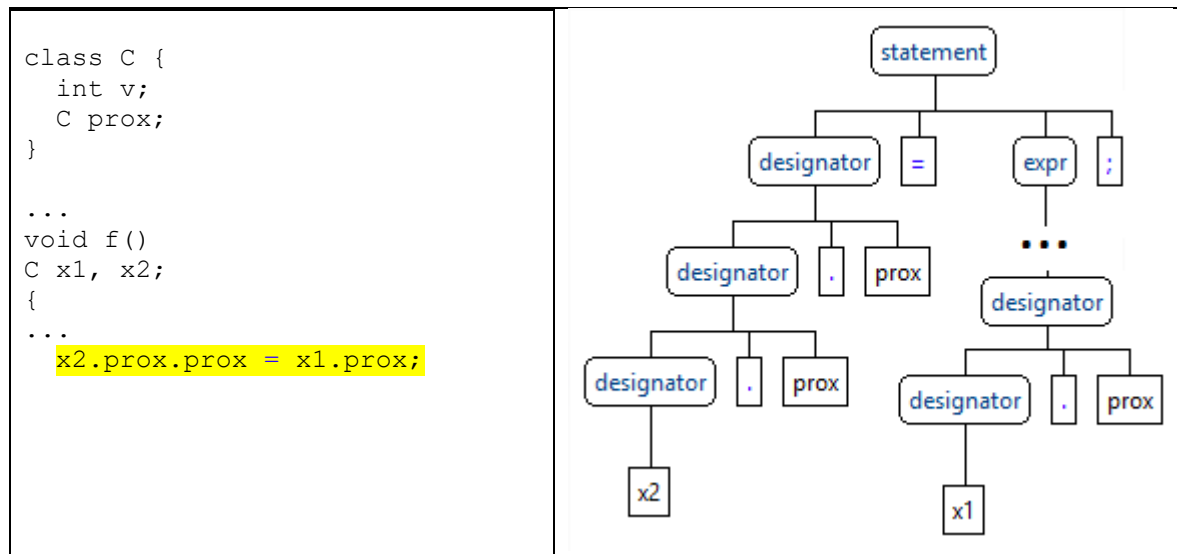 class C {
int v;
C prox;
}
...
void f()
C x1, x2;
{
...
x2.prox.prox = x1.prox;
statement
designator = expr ;
designator . prox
...
designator
designator . prox
designator . prox
x2
x1